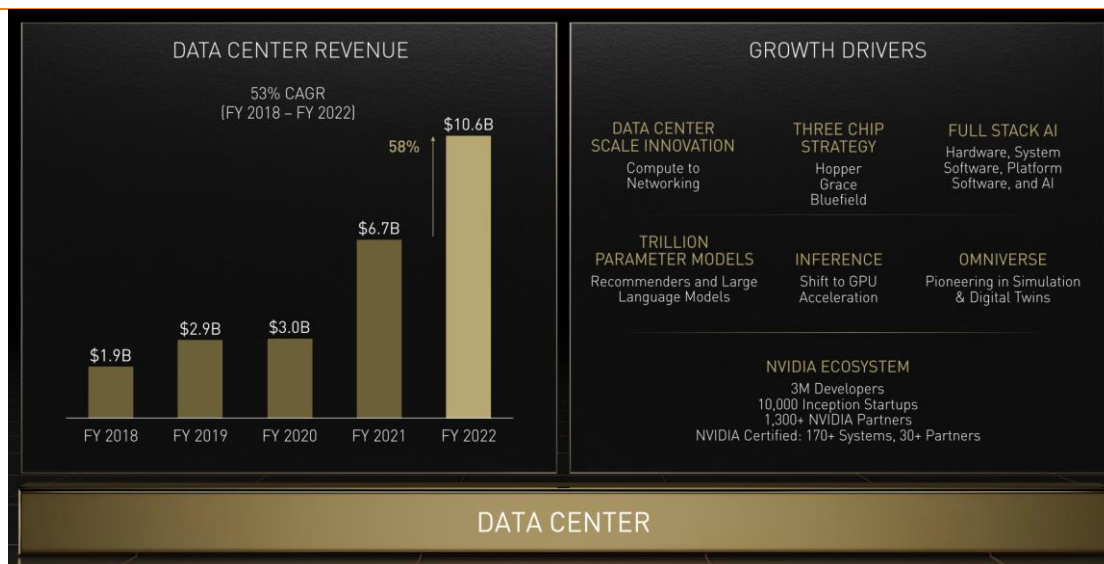 DATA CENTER REVENUE
53% CAGR
(FY 2018 – FY 2022)
$10.6B
58%
$6.7B
$2.9B
$3.0B
$1.9B
FY 2018
FY 2019
FY 2020
FY 2021
FY 2022
GROWTH DRIVERS
DATA CENTER
SCALE INNOVATION
Compute to
Networking
THREE CHIP
STRATEGY
Hopper
Grace
Bluefield
FULL STACK AI
Hardware, System
Software, Platform
Software, and AI
TRILLION
PARAMETER MODELS
Recommenders and Large
Language Models
INFERENCE
Shift to GPU
Acceleration
OMNIVERSE
Pioneering in Simulation
& Digital Twins
NVIDIA ECOSYSTEM
3M Developers
10,000 Inception Startups
1,300+ NVIDIA Partners
NVIDIA Certified: 170+ Systems, 30+ Partners
DATA CENTER